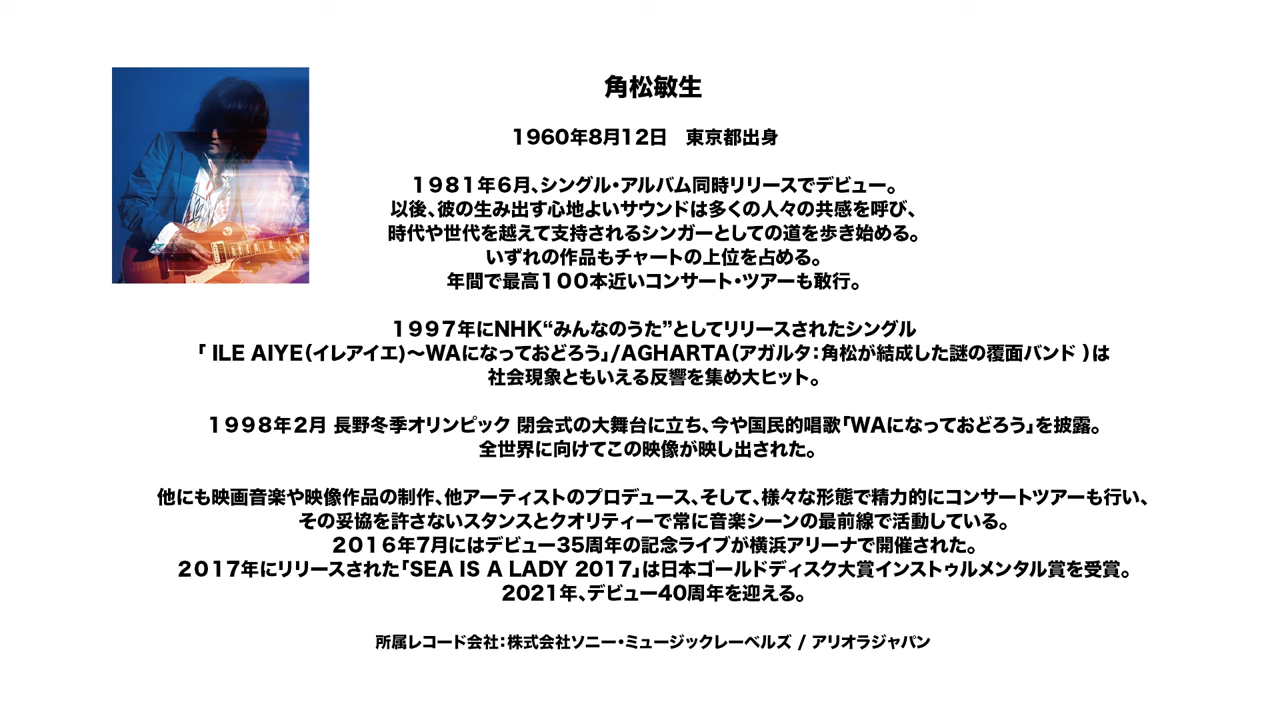 角松敏生
1960年8月12日　東京都出身
１９８１年６月、シングル・アルバム同時リリースでデビュー。
以後、彼の生み出す心地よいサウンドは多くの人々の共感を呼び、
時代や世代を越えて支持されるシンガーとしての道を歩き始める。
いずれの作品もチャートの上位を占める。
年間で最高１００本近いコンサート・ツアーも敢行。
１９９７年にNHK“みんなのうた”としてリリースされたシングル
「 ILE AIYE（イレアイエ)〜WAになっておどろう」/AGHARTA（アガルタ：角松が結成した謎の覆面バンド ）は
社会現象ともいえる反響を集め大ヒット。
１９９８年２月 長野冬季オリンピック 閉会式の大舞台に立ち、今や国民的唱歌「WAになっておどろう」を披露。
全世界に向けてこの映像が映し出された。
他にも映画音楽や映像作品の制作、他アーティストのプロデュース、そして、様々な形態で精力的にコンサートツアーも行い、
その妥協を許さないスタンスとクオリティーで常に音楽シーンの最前線で活動している。
２０１６年７月にはデビュー35周年の記念ライブが横浜アリーナで開催された。
２０１７年にリリースされた「SEA IS A LADY 2017」は日本ゴールドディスク大賞インストゥルメンタル賞を受賞。
2021年、デビュー40周年を迎える。
所属レコード会社：株式会社ソニー・ミュージックレーベルズ / アリオラジャパン